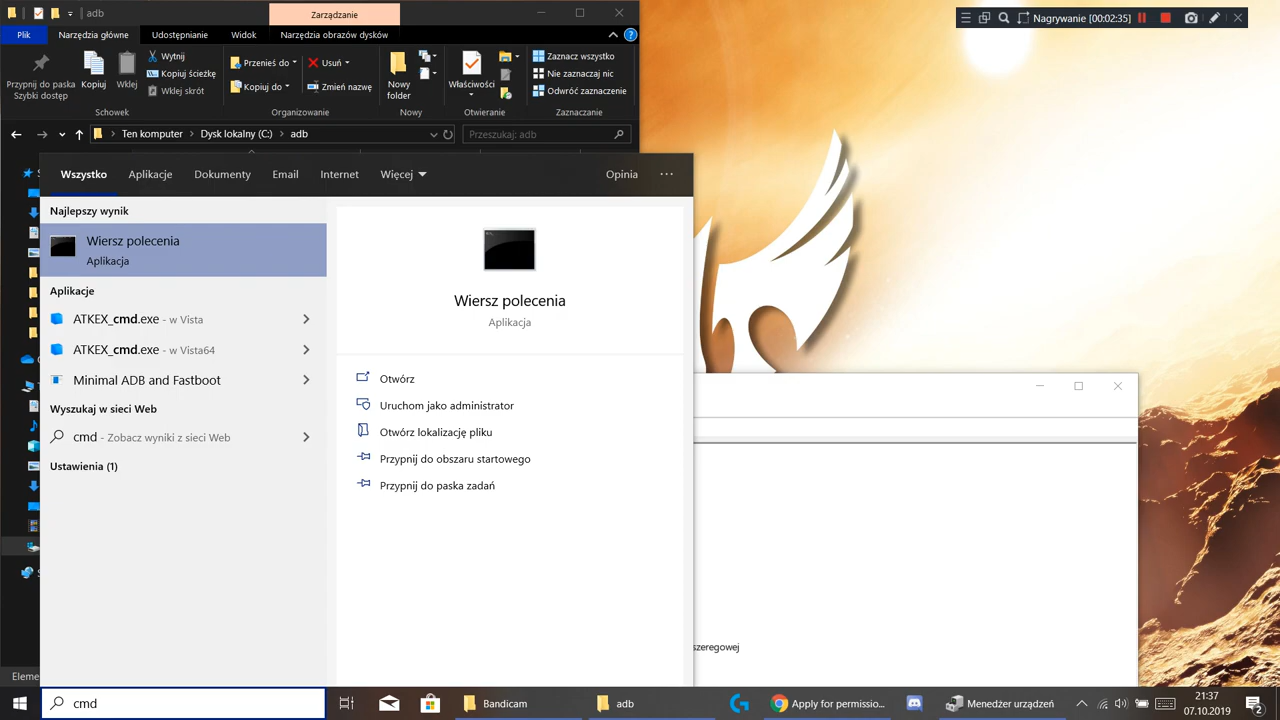 adb
Zarządzanie
Nagrywanie [00:02:35]
Plik
Narzędzia główne
Udostępnianie
Widok
Narzędzia obrazów dysków
Przypnij do paska
Szybki dostęp
Kopiuj
Wklej
Wytnij
Kopiuj ścieżkę
Wklej skrót
Przenieś do
Kopiuj do
Usuń
Zmień nazwę
Nowy
folder
Właściwości
Zaznacz wszystko
Nie zaznaczaj nic
Odwróć zaznaczenie
Schowek
Organizowanie
Nowy
Otwieranie
Zaznaczanie
Ten komputer > Dysk lokalny (C:) > adb
Przeszukaj: adb
Wszystko
Aplikacje
Dokumenty
Email
Internet
Więcej
Opinia
Najlepszy wynik
Wiersz polecenia
Aplikacja
Aplikacje
ATKEX_cmd.exe - w Vista
ATKEX_cmd.exe - w Vista64
Minimal ADB and Fastboot
Wyszukaj w sieci Web
cmd - Zobacz wyniki z sieci Web
Ustawienia (1)
Wiersz polecenia
Aplikacja
Otwórz
Uruchom jako administrator
Otwórz lokalizację pliku
Przypnij do obszaru startowego
Przypnij do paska zadań
szeregowej
Eleme
cmd
Bandicam
adb
Apply for permissio...
Menedżer urządzeń
21:37
07.10.2019
2